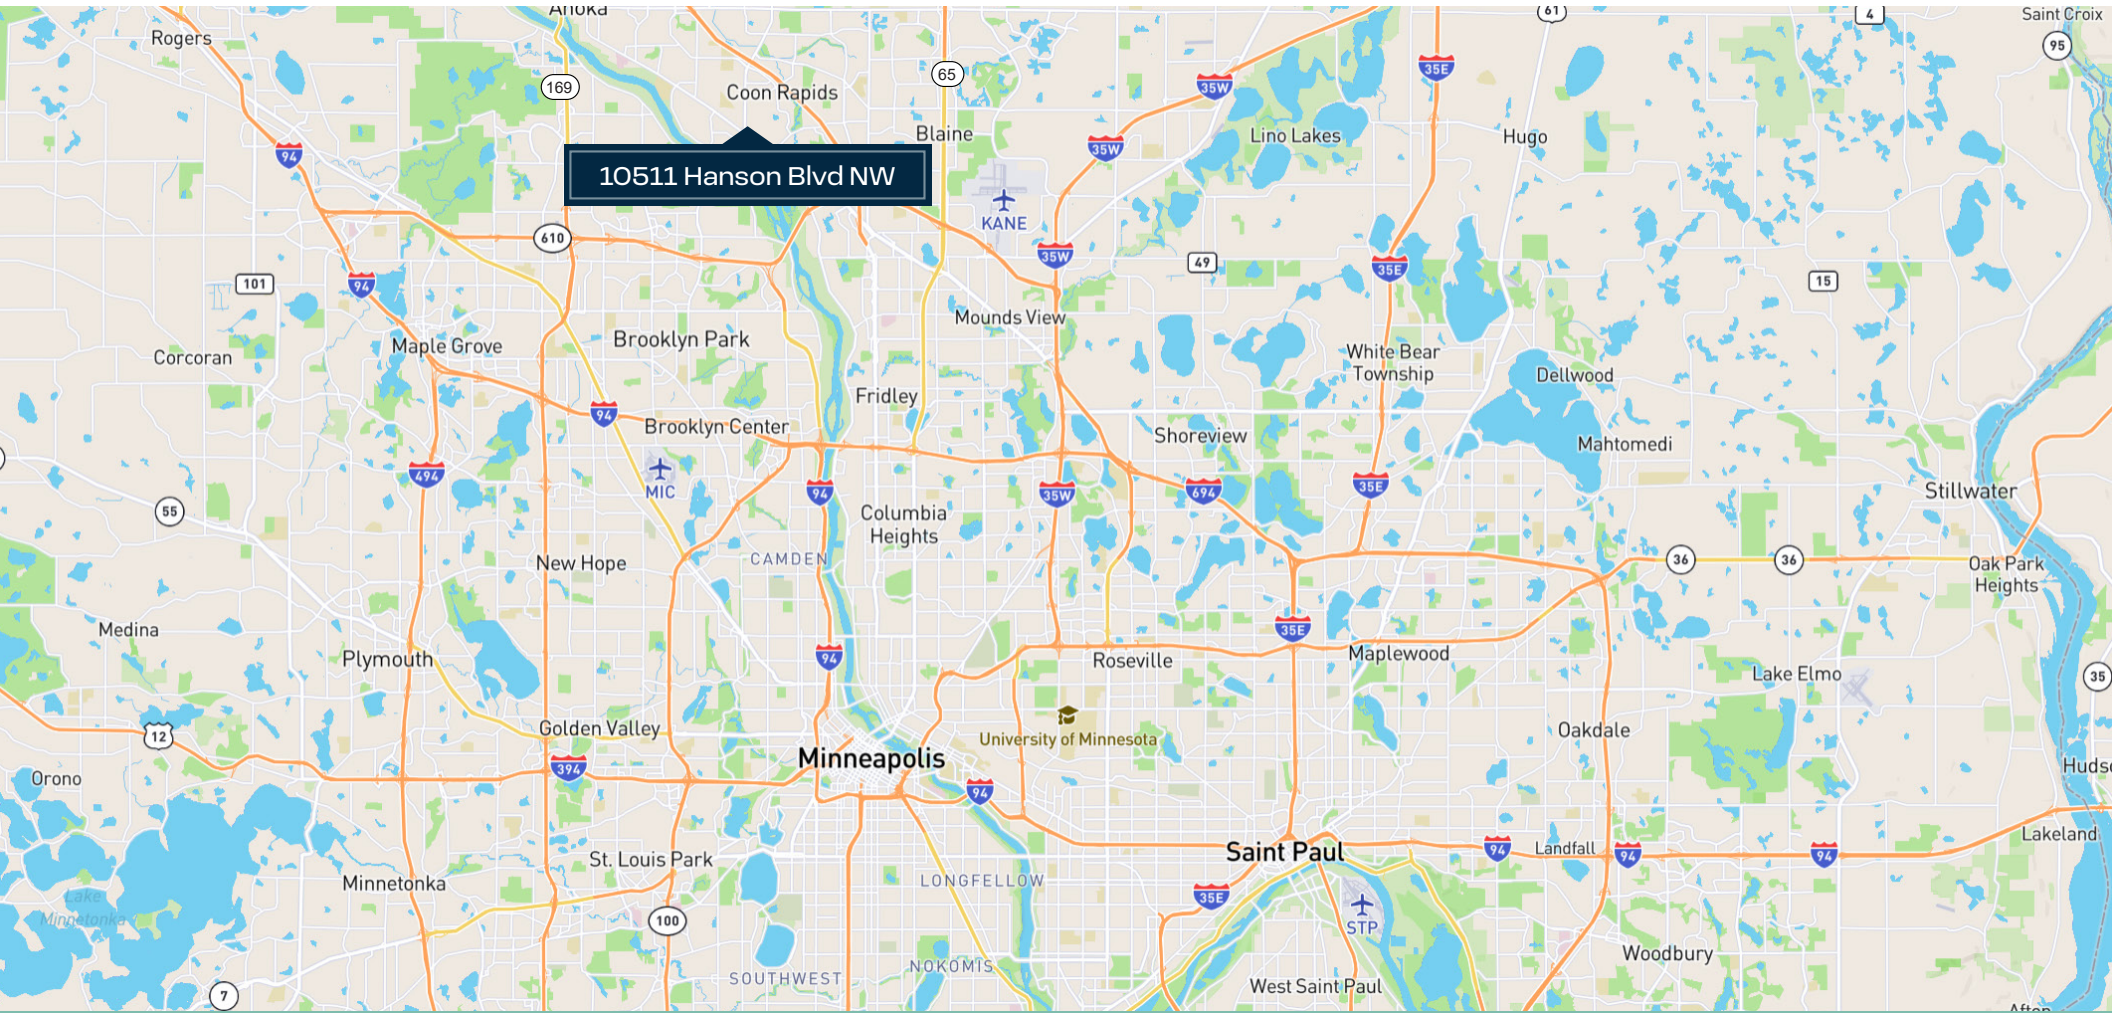 Anoka
61
4
Saint Croix
Rogers
95
35E
65
169
35W
Coon Rapids
Blaine
Lino Lakes
Hugo
94
35W
10511 Hanson Blvd NW
KANE
610
35W
49
35E
94
101
15
Mounds View
Brooklyn Park
Maple Grove
Corcoran
White Bear
Township
Dellwood
Fridley
94
Brooklyn Center
Shoreview
Mahtomedi
494
MIC
94
35W
694
35E
Stillwater
55
Columbia
Heights
CAMDEN
New Hope
36
36
Oak Park
Heights
Medina
35E
94
Plymouth
Roseville
Maplewood
Lake Elmo
35
12
Golden Valley
University of Minnesota
Oakdale
Minneapolis
394
Orono
Hudso
94
Lakeland
Saint Paul
94
Landfall
94
94
St. Louis Park
Minnetonka
LONGFELLOW
Lake
Minnetonka
35E
STP
100
Woodbury
NOKOMIS
SOUTHWEST
West Saint Paul
7
Afton